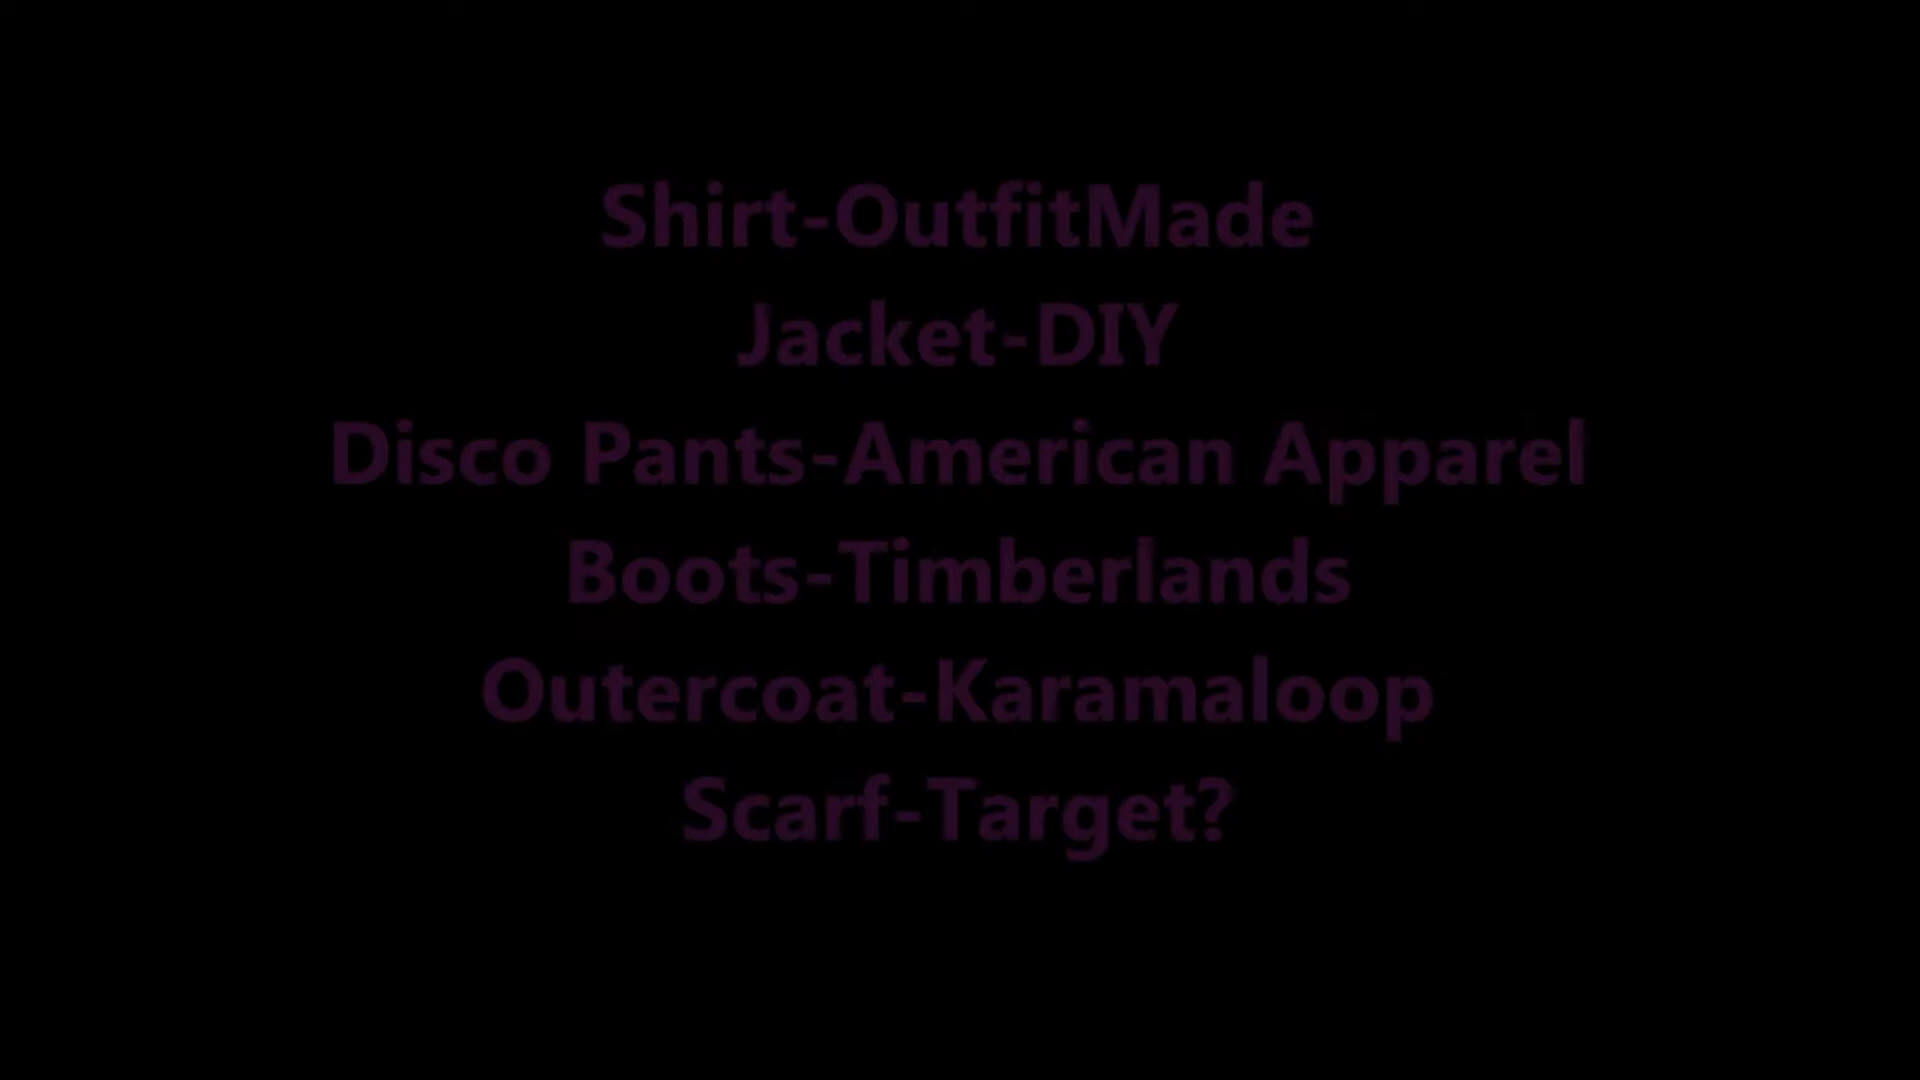 Shirt-OutfitMade
Jacket-DIY
Disco Pants-American Apparel
Boots-Timberlands
Outercoat-Karamaloop
Scarf-Target?